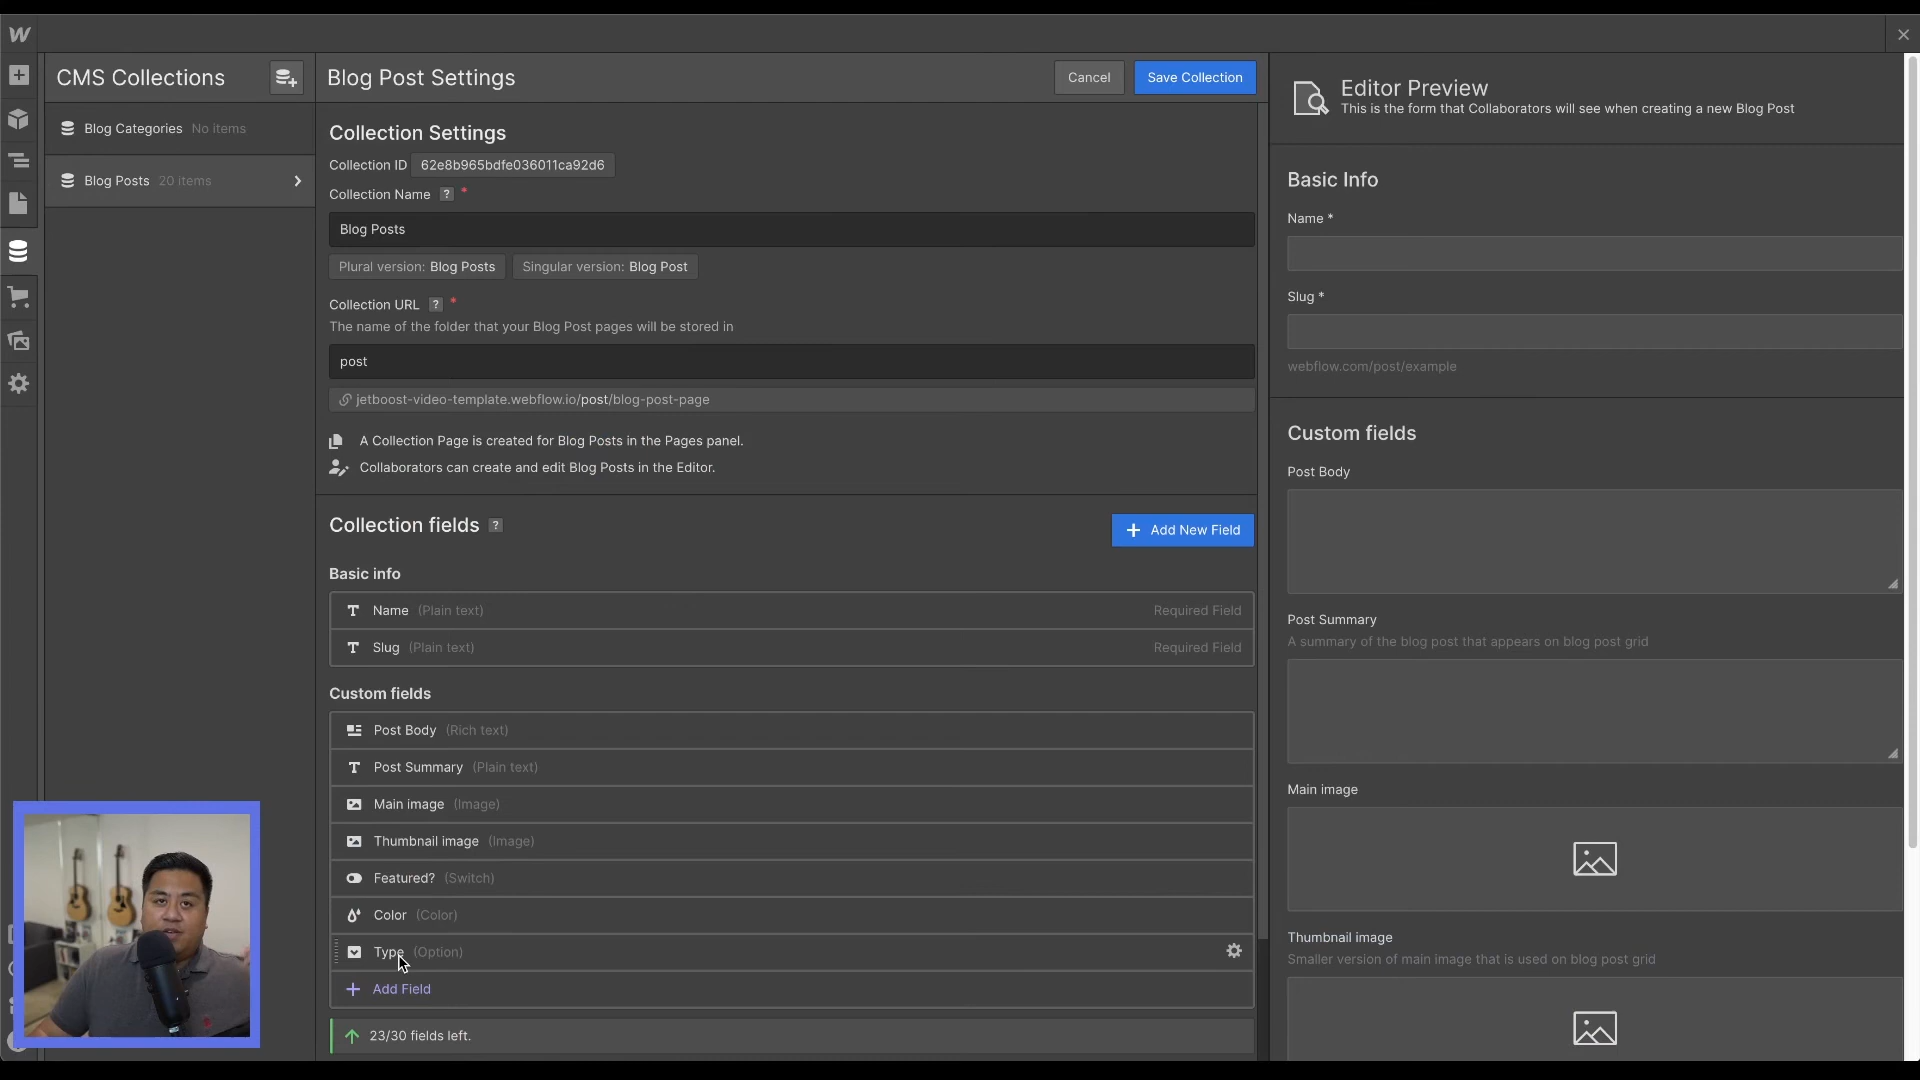 W
CMS Collections
Blog Categories No items
Blog Posts 20 items
Blog Post Settings
Cancel
Save Collection
Collection Settings
Collection ID 62e8b965bdfe036011ca92d6
Collection Name ? *
Blog Posts
Plural version: Blog Posts
Singular version: Blog Post
Collection URL ? *
The name of the folder that your Blog Post pages will be stored in
post
jetboost-video-template.webflow.io/post/blog-post-page
A Collection Page is created for Blog Posts in the Pages panel.
Collaborators can create and edit Blog Posts in the Editor.
Collection fields ?
+ Add New Field
Basic info
Name (Plain text) Required Field
Slug (Plain text) Required Field
Custom fields
Post Body (Rich text)
Post Summary (Plain text)
Main image (Image)
Thumbnail image (Image)
Featured? (Switch)
Color (Color)
Type (Option)
+ Add Field
23/30 fields left.
Editor Preview
This is the form that Collaborators will see when creating a new Blog Post
Basic Info
Name *
Slug *
webflow.com/post/example
Custom fields
Post Body
Post Summary
A summary of the blog post that appears on blog post grid
Main image
Thumbnail image
Smaller version of main image that is used on blog post grid